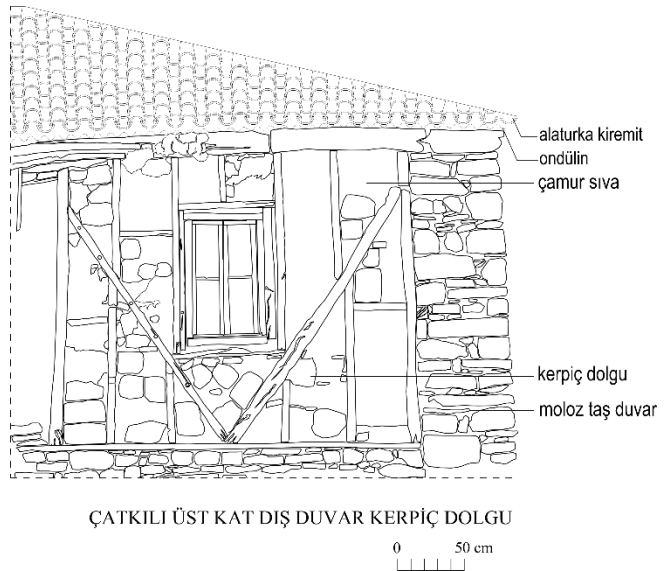 alaturka kiremit
ondülin
çamur sıva
kerpiç dolgu
moloz taş duvar
ÇATKILI ÜST KAT DIŞ DUVAR KERPİÇ DOLGU
0 50 cm